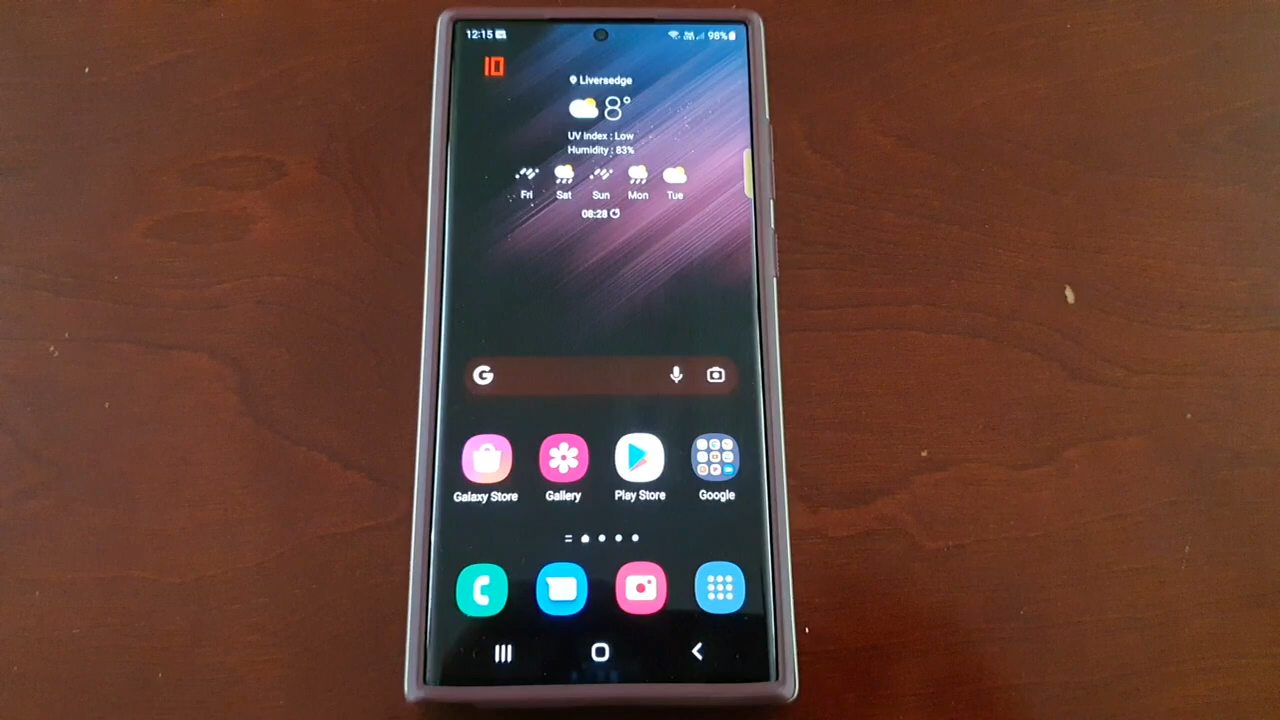 12:15
98%
10
Liversedge
8°
UV index : Low
Humidity : 83%
Fri Sat Sun Mon Tue
08:28
G
Galaxy Store Gallery Play Store Google